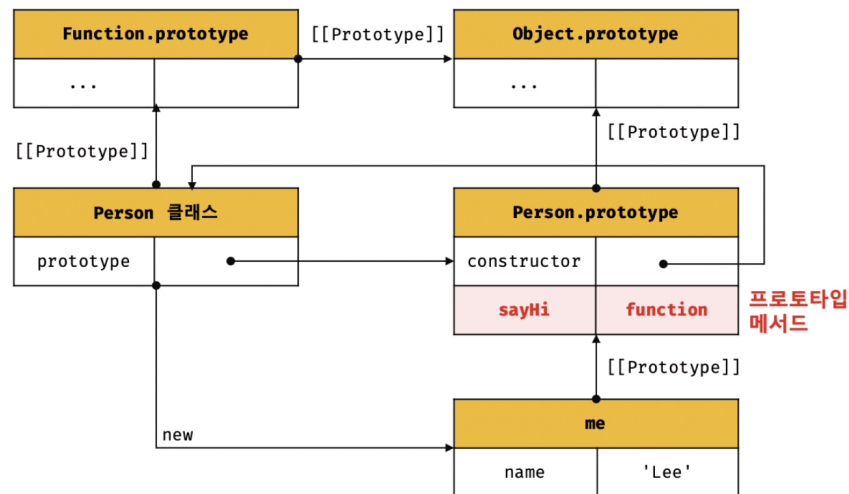 Function.prototype
[[Prototype]]
Object.prototype
...
...
[[Prototype]]
[[Prototype]]
Person 클래스
Person.prototype
prototype
constructor
sayHi
function
프로토타입
메서드
[[Prototype]]
new
me
name
'Lee'